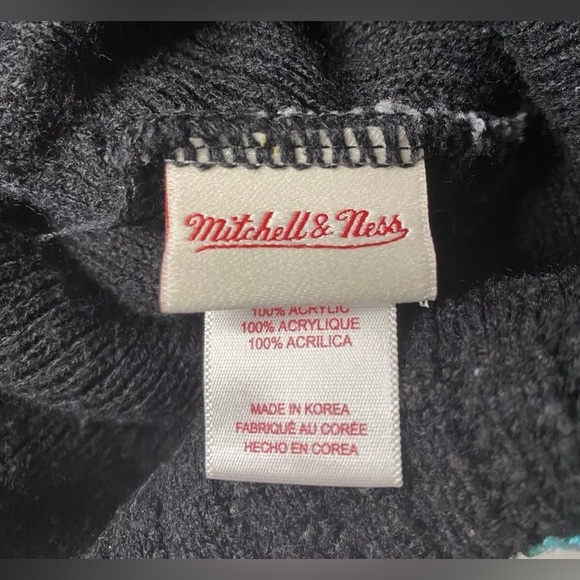 Mitchell & Ness
100% ACRYLIC
100% ACRYLIQUE
100% ACRILICA
MADE IN KOREA
FABRIQUÉ AU CORÉE
HECHO EN COREA